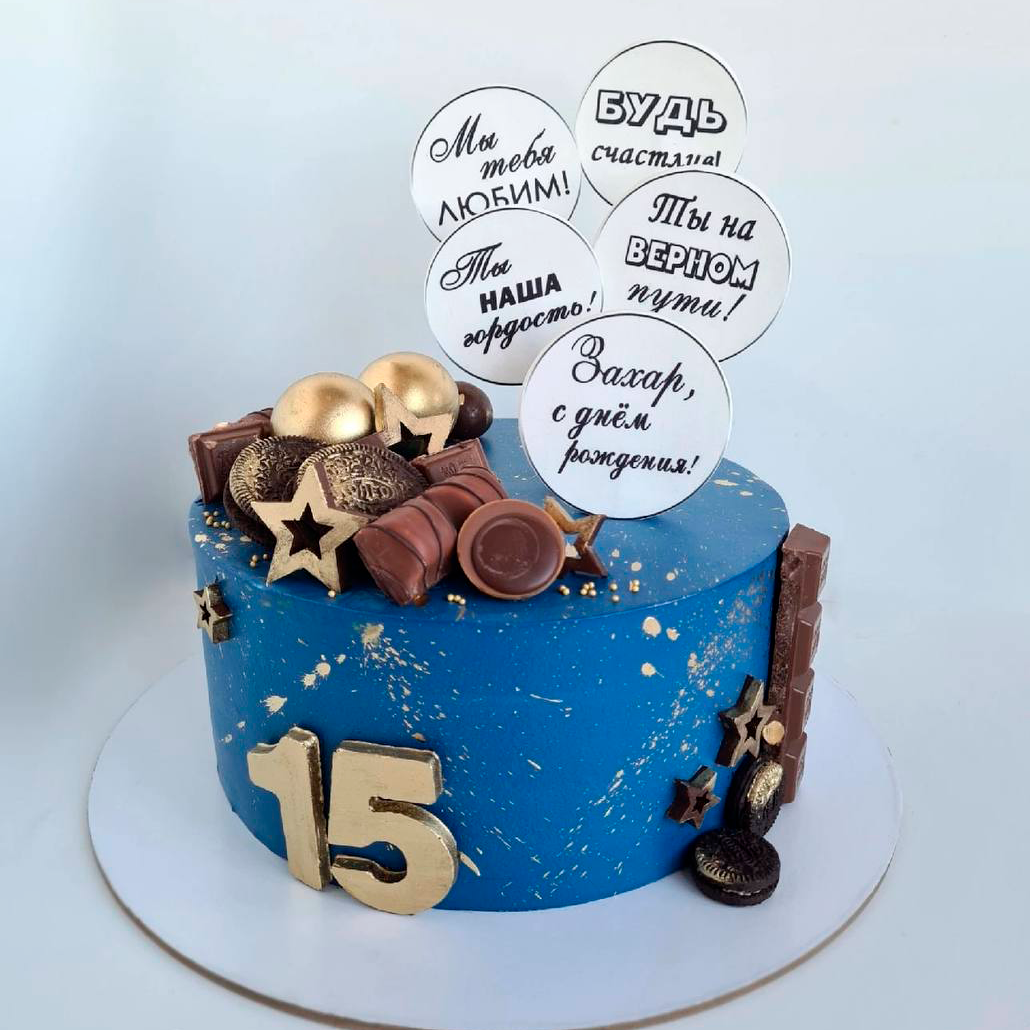 Мы
тебя
ЛЮБИМ!
БУДЬ
счастлив!
Ты
НАША
гордость!
Ты на
ВЕРНОМ
пути!
Захар,
с днём
рождения!
15